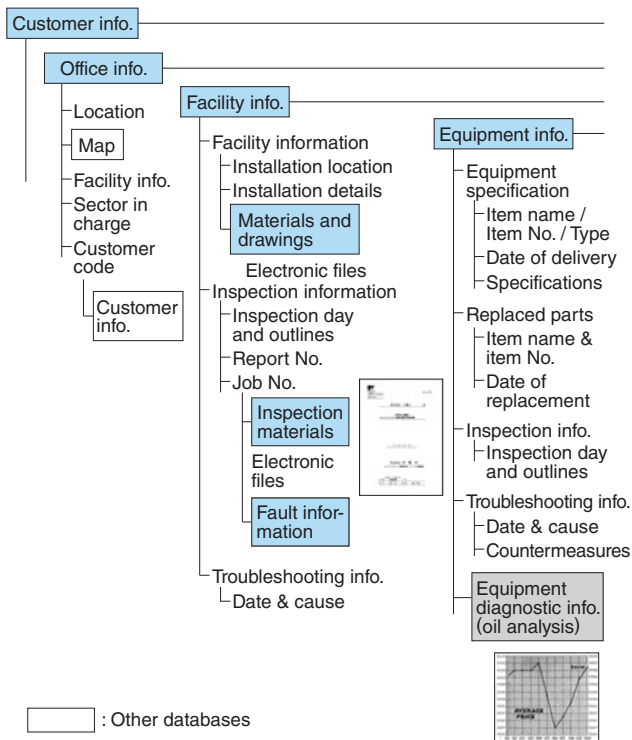 Customer info.
Office info.
Location
Map
Facility info.
Sector in
charge
Customer
code
Customer
info.
Facility info.
Facility information
Installation location
Installation details
Materials and
drawings
Electronic files
Inspection information
Inspection day
and outlines
Report No.
Job No.
Inspection
materials
Electronic
files
Fault infor-
mation
Troubleshooting info.
Date & cause
Equipment info.
Equipment
specification
Item name /
Item No. / Type
Date of delivery
Specifications
Replaced parts
Item name &
item No.
Date of
replacement
Inspection info.
Inspection day
and outlines
Troubleshooting info.
Date & cause
Countermeasures
Equipment
diagnostic info.
(oil analysis)
AVERAGE
PRICE
: Other databases